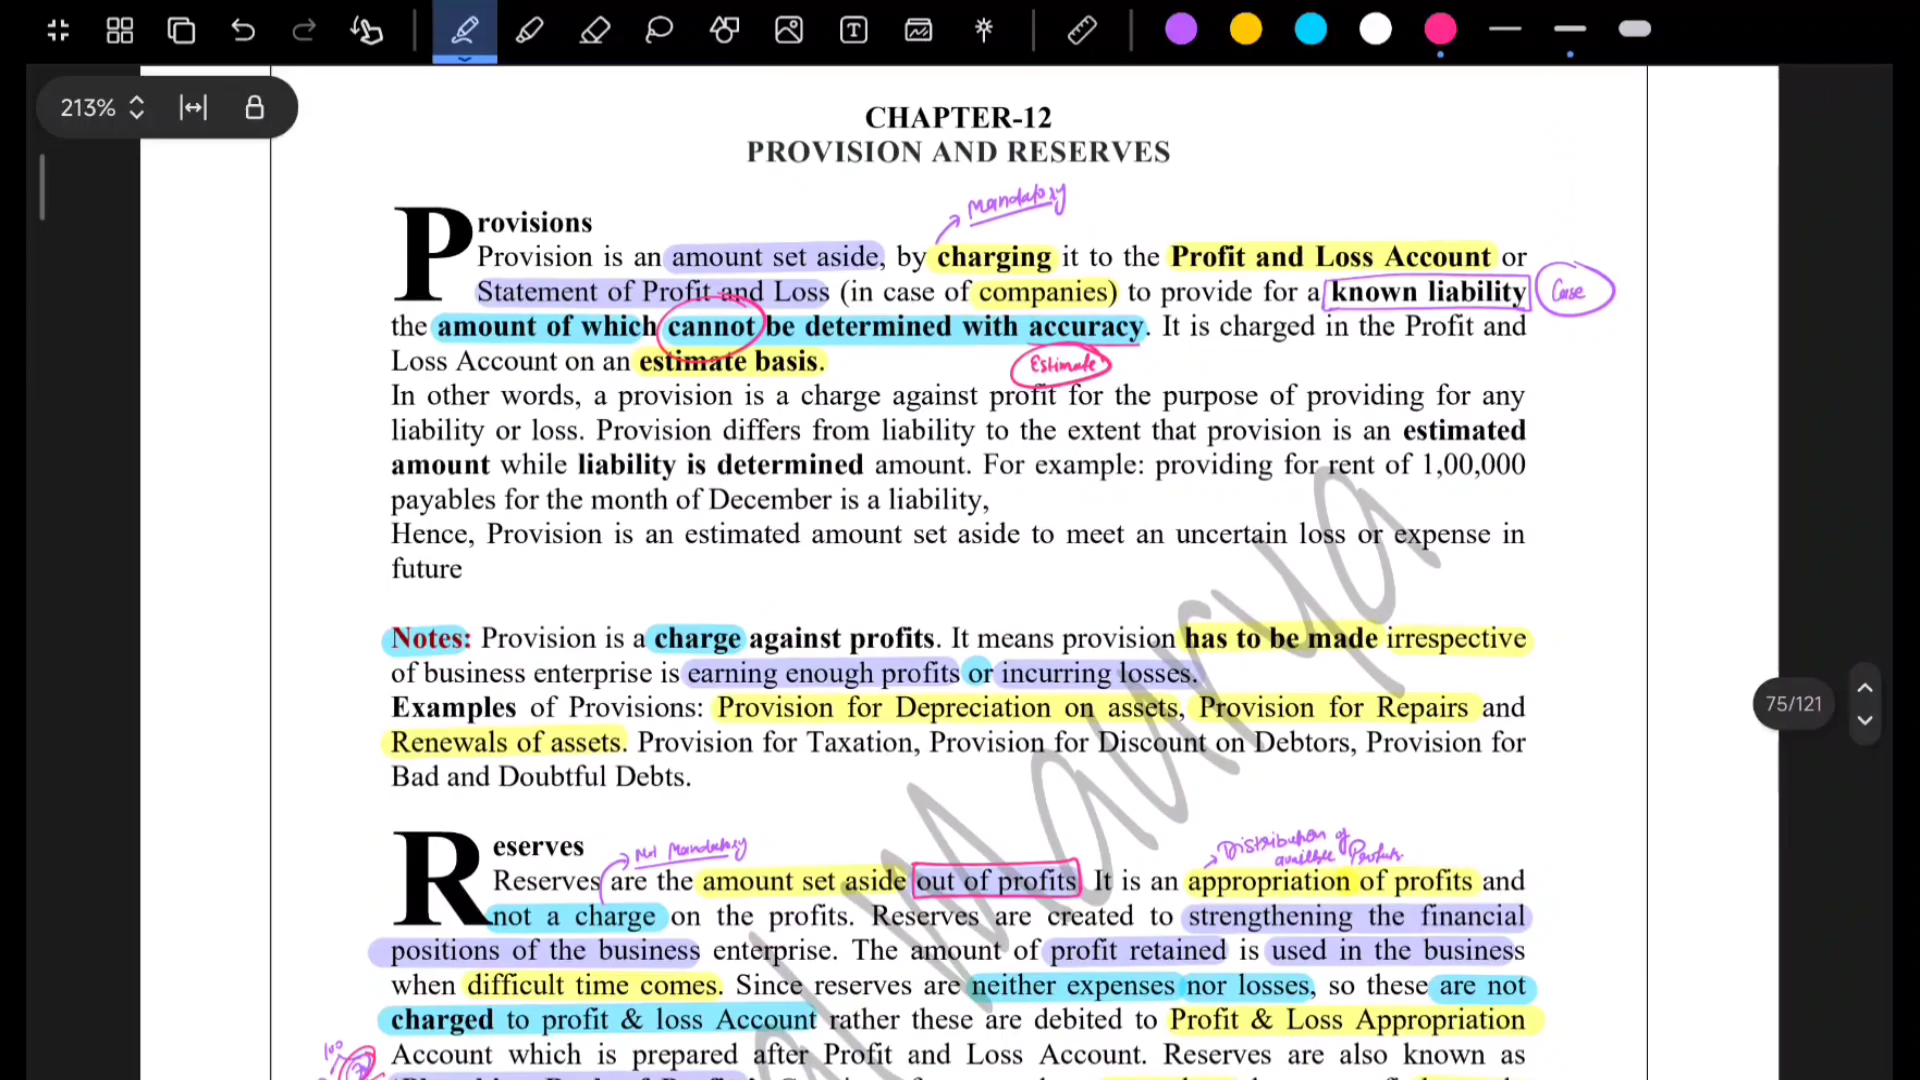 213%
CHAPTER-12
PROVISION AND RESERVES
Mandatory
Provisions
Provision is an amount set aside, by charging it to the Profit and Loss Account or
Statement of Profit and Loss (in case of companies) to provide for a known liability
Case
the amount of which cannot be determined with accuracy. It is charged in the Profit and
Loss Account on an estimate basis.
Estimate
In other words, a provision is a charge against profit for the purpose of providing for any
liability or loss. Provision differs from liability to the extent that provision is an estimated
amount while liability is determined amount. For example: providing for rent of 1,00,000
payables for the month of December is a liability,
Hence, Provision is an estimated amount set aside to meet an uncertain loss or expense in
future
Notes: Provision is a charge against profits. It means provision has to be made irrespective
of business enterprise is earning enough profits or incurring losses.
75/121
Examples of Provisions: Provision for Depreciation on assets, Provision for Repairs and
Renewals of assets. Provision for Taxation, Provision for Discount on Debtors, Provision for
Bad and Doubtful Debts.
Not Mandatory
Distribution of
Profits
Reserves
Reserves are the amount set aside out of profits. It is an appropriation of profits and
not a charge on the profits. Reserves are created to strengthening the financial
positions of the business enterprise. The amount of profit retained is used in the business
when difficult time comes. Since reserves are neither expenses nor losses, so these are not
charged to profit & loss Account rather these are debited to Profit & Loss Appropriation
100
Account which is prepared after Profit and Loss Account. Reserves are also known as
Maurya